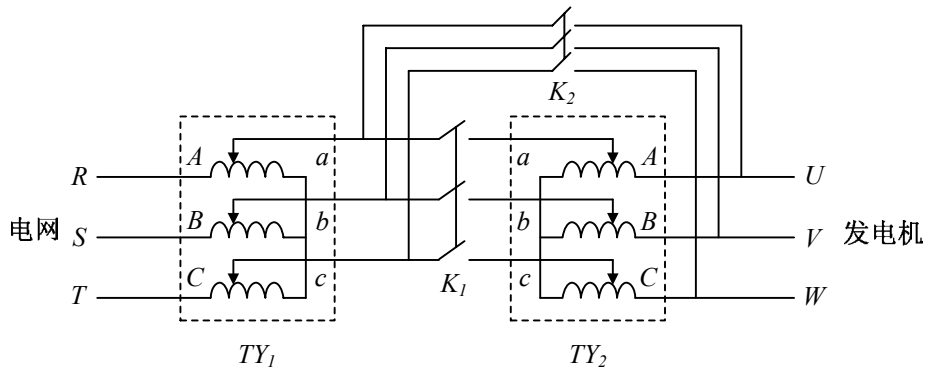 K2
A a a A
R U
电网 S B b b B V 发电机
C c K1 c C
T W
TY1 TY2